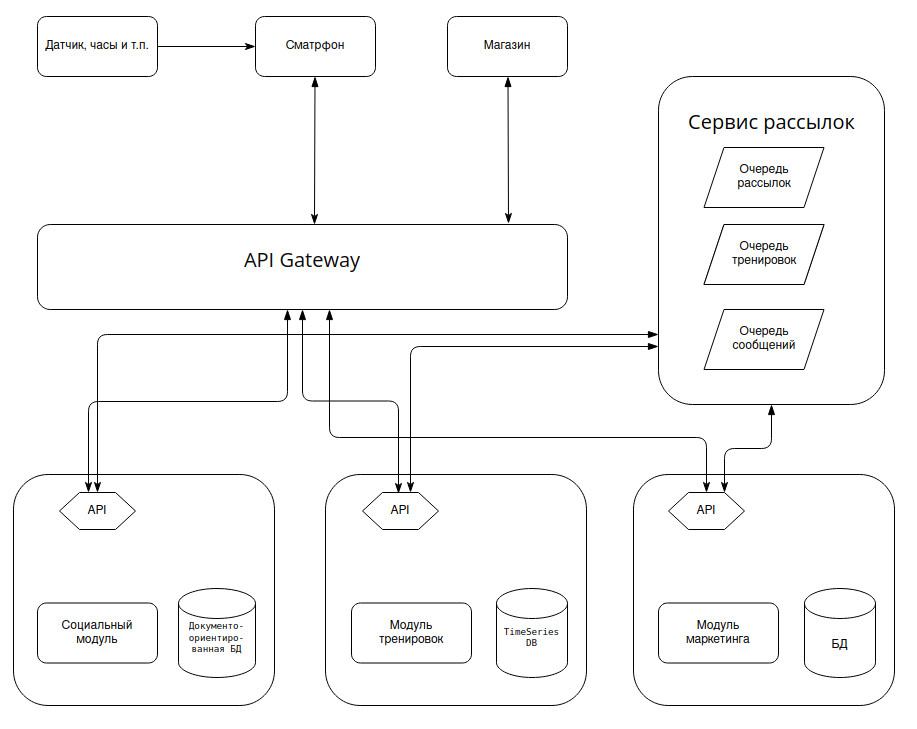 Датчик, часы и т.п.
Сматрфон
Магазин
Сервис рассылок
Очередь
рассылок
Очередь
тренировок
Очередь
сообщений
API Gateway
API
API
API
Социальный
модуль
Документо-
ориентиро-
ванная БД
Модуль
тренировок
TimeSeries
DB
Модуль
маркетинга
БД